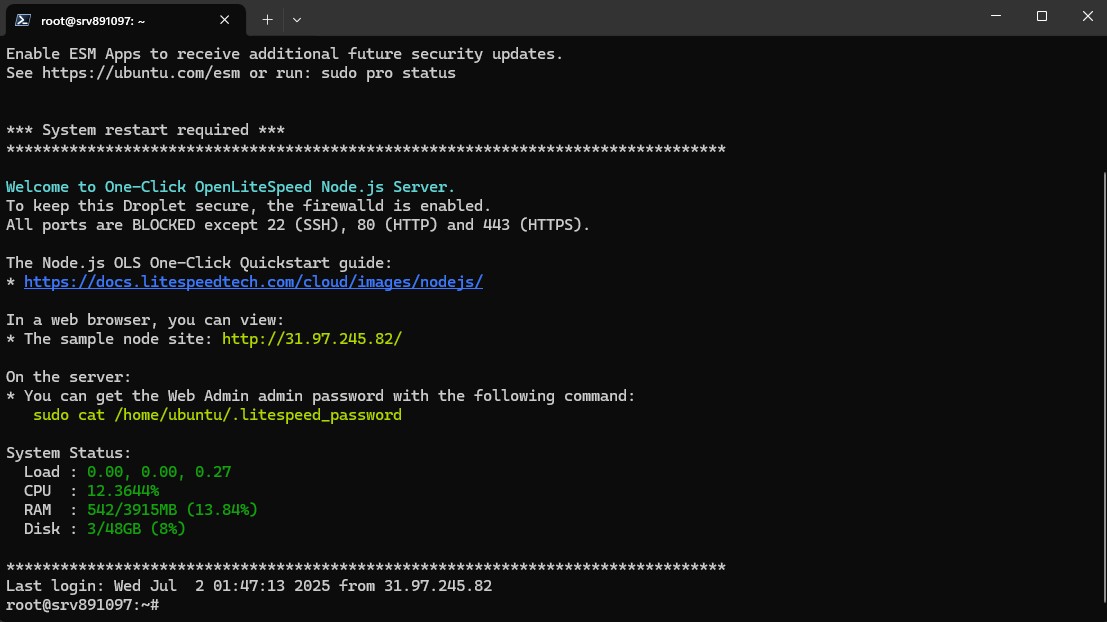 root@srv891097: ~
Enable ESM Apps to receive additional future security updates.
See https://ubuntu.com/esm or run: sudo pro status
*** System restart required ***
********************************************************************************
Welcome to One-Click OpenLiteSpeed Node.js Server.
To keep this Droplet secure, the firewalld is enabled.
All ports are BLOCKED except 22 (SSH), 80 (HTTP) and 443 (HTTPS).
The Node.js OLS One-Click Quickstart guide:
* https://docs.litespeedtech.com/cloud/images/nodejs/
In a web browser, you can view:
* The sample node site: http://31.97.245.82/
On the server:
* You can get the Web Admin admin password with the following command:
sudo cat /home/ubuntu/.litespeed_password
System Status:
Load : 0.00, 0.00, 0.27
CPU  : 12.3644%
RAM  : 542/3915MB (13.84%)
Disk : 3/48GB (8%)
********************************************************************************
Last login: Wed Jul  2 01:47:13 2025 from 31.97.245.82
root@srv891097:~#